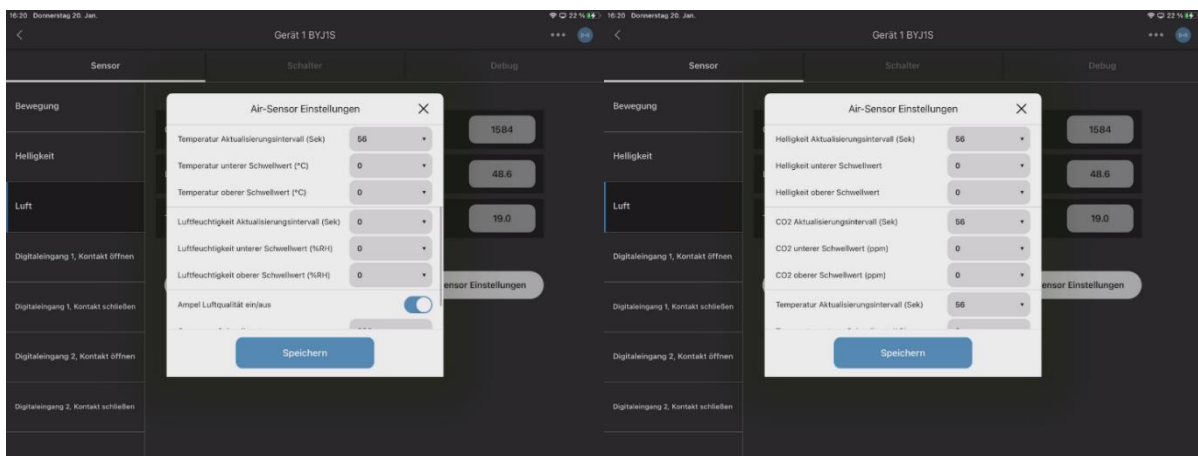 16:20 Donnerstag 20. Jan.
22 %
Gerät 1 BYJ1S
Sensor
Schalter
Debug
Bewegung
Helligkeit
Luft
Digitaleingang 1, Kontakt öffnen
Digitaleingang 1, Kontakt schließen
Digitaleingang 2, Kontakt öffnen
Digitaleingang 2, Kontakt schließen
Air-Sensor Einstellungen
Temperatur Aktualisierungsintervall (Sek) 56
Temperatur unterer Schwellwert (°C) 0
Temperatur oberer Schwellwert (°C) 0
Luftfeuchtigkeit Aktualisierungsintervall (Sek) 0
Luftfeuchtigkeit unterer Schwellwert (%RH) 0
Luftfeuchtigkeit oberer Schwellwert (%RH) 0
Ampel Luftqualität ein/aus
Speichern
1584
48.6
19.0
ensor Einstellungen
16:20 Donnerstag 20. Jan.
22 %
Gerät 1 BYJ1S
Sensor
Schalter
Debug
Bewegung
Helligkeit
Luft
Digitaleingang 1, Kontakt öffnen
Digitaleingang 1, Kontakt schließen
Digitaleingang 2, Kontakt öffnen
Digitaleingang 2, Kontakt schließen
Air-Sensor Einstellungen
Helligkeit Aktualisierungsintervall (Sek) 56
Helligkeit unterer Schwellwert 0
Helligkeit oberer Schwellwert 0
CO2 Aktualisierungsintervall (Sek) 56
CO2 unterer Schwellwert (ppm) 0
CO2 oberer Schwellwert (ppm) 0
Temperatur Aktualisierungsintervall (Sek) 56
Speichern
1584
48.6
19.0
ensor Einstellungen